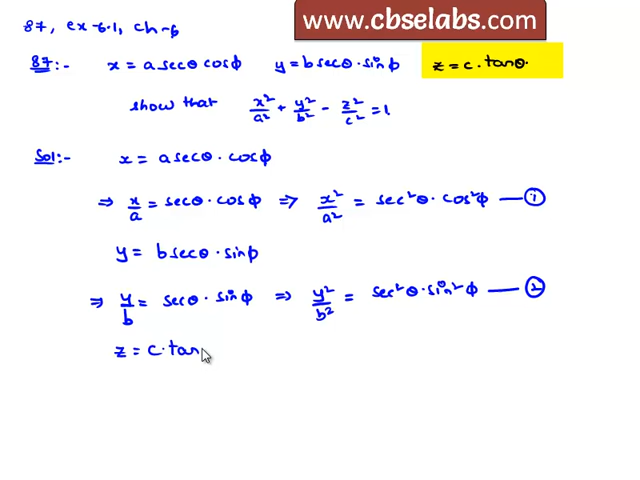 www.cbselabs.com
87, ex-6.1, ch-6
87:- x = a secθ cosϕ y = b secθ · sinϕ z = c · tanθ.
show that x²/a² + y²/b² - z²/c² = 1
Sol:- x = a secθ · cosϕ
⇒ x/a = secθ · cosϕ ⇒ x²/a² = sec²θ · cos²ϕ — ①
y = b secθ · sinϕ
⇒ y/b = secθ · sinϕ ⇒ y²/b² = sec²θ · sin²ϕ — ②
z = c · tan